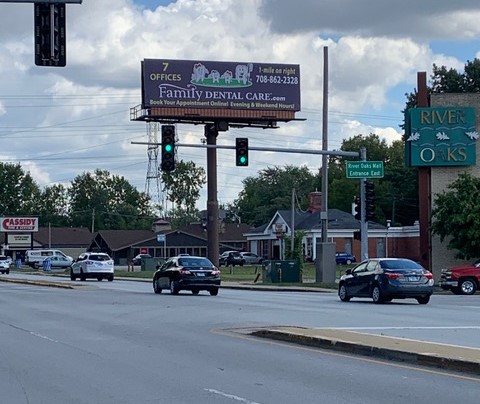 7
OFFICES
1-mile on right
708-862-2328
Family DENTAL CARE.com
Book Your Appointment Online! Evening & Weekend Hours!
River Oaks Mall
Entrance East
RIVER
OAKS
CASSIDY